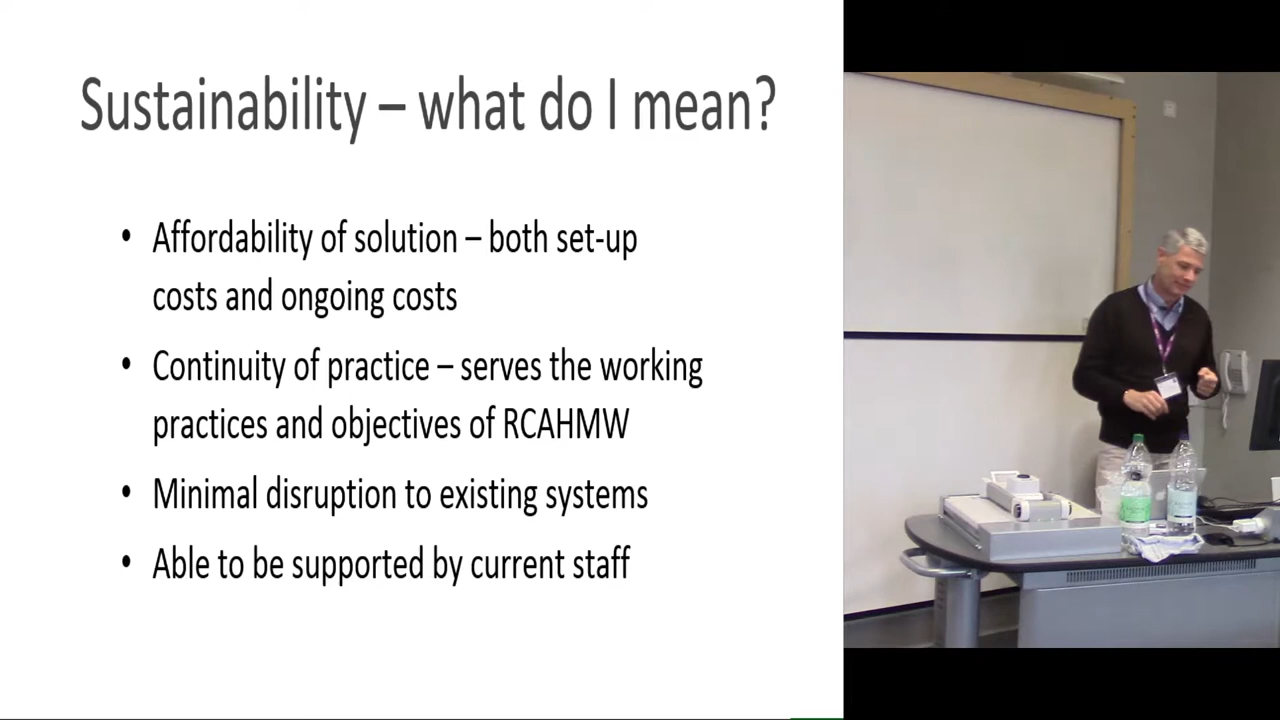 Sustainability – what do I mean?
• Affordability of solution – both set-up
costs and ongoing costs
• Continuity of practice – serves the working
practices and objectives of RCAHMW
• Minimal disruption to existing systems
• Able to be supported by current staff